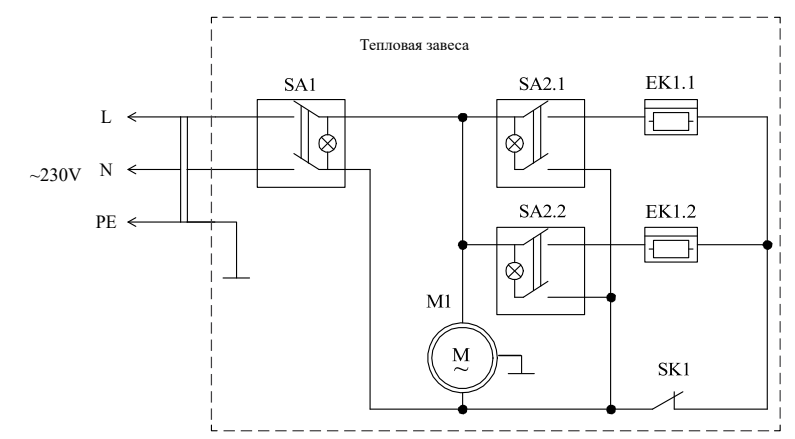 Тепловая завеса
SA1
SA2.1
EK1.1
L
~230V
N
PE
SA2.2
EK1.2
M1
M
~
SK1